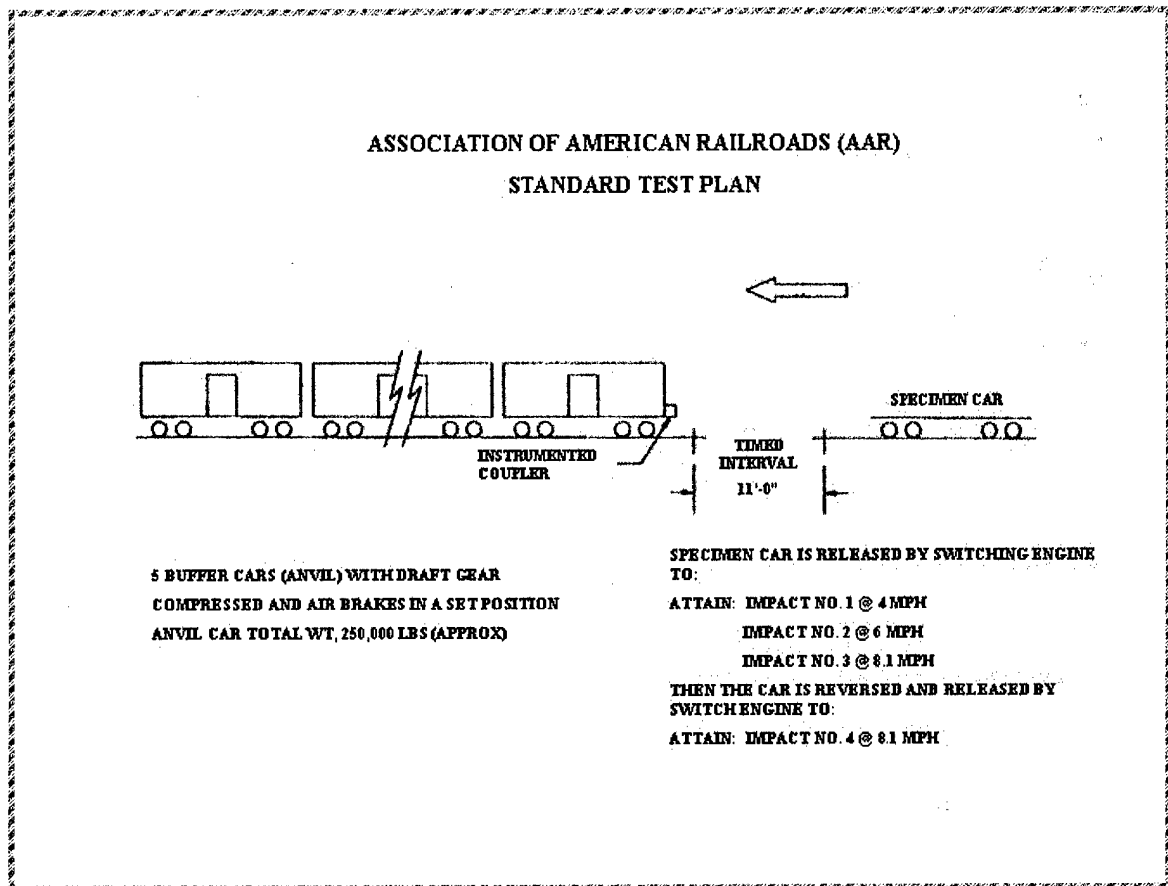 ASSOCIATION OF AMERICAN RAILROADS (AAR)
STANDARD TEST PLAN
SPECIMEN CAR
INSTRUMENTED
COUPLER
TIMED
INTERVAL
11'-0"
5 BUFFER CARS (ANVIL) WITH DRAFT GEAR
COMPRESSED AND AIR BRAKES IN A SET POSITION
ANVIL CAR TOTAL WT, 250,000 LBS (APPROX)
SPECIMEN CAR IS RELEASED BY SWITCHING ENGINE
TO:
ATTAIN: IMPACT NO. 1 @ 4 MPH
IMPACT NO. 2 @ 6 MPH
IMPACT NO. 3 @ 8.1 MPH
THEN THE CAR IS REVERSED AND RELEASED BY
SWITCH ENGINE TO:
ATTAIN: IMPACT NO. 4 @ 8.1 MPH